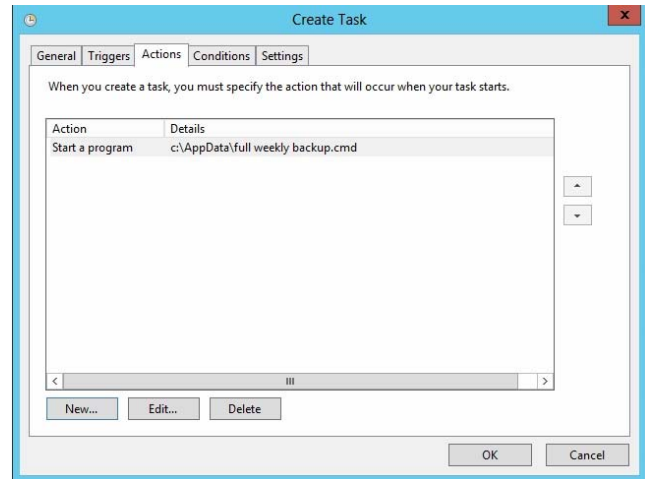 Create Task
x
General Triggers Actions Conditions Settings
When you create a task, you must specify the action that will occur when your task starts.
Action Details
Start a program c:\AppData\full weekly backup.cmd
New... Edit... Delete
OK Cancel